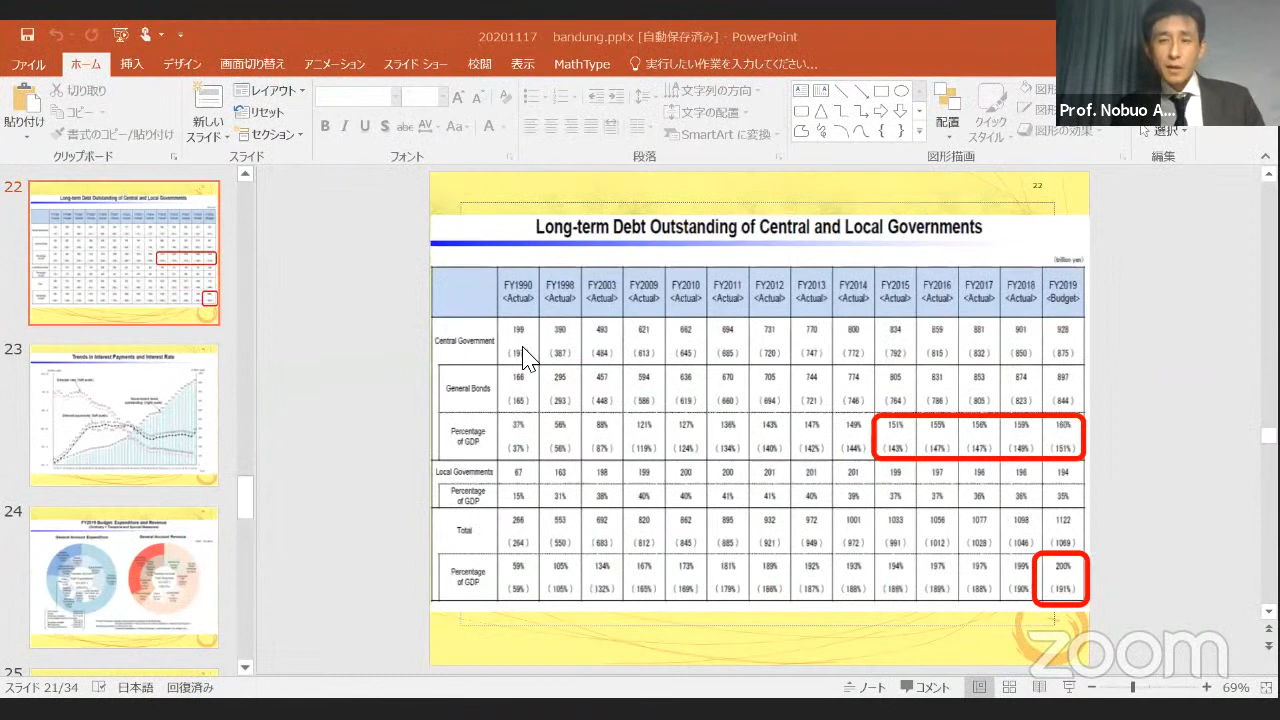 20201117 bandung.pptx [自動保存済み] - PowerPoint
ファイル ホーム 挿入 デザイン 画面切り替え アニメーション スライド ショー 校閲 表示 MathType 実行したい作業を入力してください...
Prof. Nobuo A...
貼り付け
切り取り
コピー
書式のコピー/貼り付け
クリップボード
新しい
スライド
レイアウト
リセット
セクション
スライド
B I U S abc AV Aa A
フォント
文字列の方向
文字の配置
SmartArt に変換
段落
配置
クイック
スタイル
図形の効果
図形描画
選択
編集
22
Long-term Debt Outstanding of Central and Local Governments
23
Trends in Interest Payments and Interest Rate
24
FY2019 Budget: Expenditure and Revenue
General Account Expenditure General Account Revenue
25
22
Long-term Debt Outstanding of Central and Local Governments
(trillion yen)
FY1990 FY1998 FY2003 FY2009 FY2010 FY2011 FY2012 FY2013 FY2014 FY2015 FY2016 FY2017 FY2018 FY2019
<Actual> <Actual> <Actual> <Actual> <Actual> <Actual> <Actual> <Actual> <Actual> <Actual> <Actual> <Actual> <Actual> <Budget>
Central Government
199 390 493 621 662 694 731 770 800 834 859 881 901 928
( 387 ) ( 484 ) ( 613 ) ( 645 ) ( 685 ) ( 720 ) ( 747 ) ( 772 ) ( 792 ) ( 815 ) ( 832 ) ( 850 ) ( 875 )
General Bonds
166 295 457 594 636 670 705 744 774 805 831 853 874 897
(165) ( 293 ) ( 448 ) ( 586 ) ( 619 ) ( 660 ) ( 694 ) ( 721 ) ( 746 ) ( 764 ) ( 786 ) ( 805 ) ( 823 ) ( 844 )
Percentage
of GDP
37% 56% 88% 121% 127% 136% 143% 147% 149% 151% 155% 156% 159% 160%
( 37% ) ( 56% ) ( 87% ) ( 119% ) ( 124% ) ( 134% ) ( 140% ) ( 142% ) ( 144% ) ( 143% ) ( 147% ) ( 147% ) ( 149% ) ( 151% )
Local Governments 67 163 198 199 200 200 201 201 201 199 197 196 196 194
Percentage
of GDP
15% 31% 38% 40% 40% 41% 41% 40% 39% 37% 37% 36% 36% 35%
Total
266 553 692 820 862 895 932 972 1001 1033 1056 1077 1098 1122
(264) ( 550 ) ( 683 ) ( 812 ) ( 845 ) ( 885 ) ( 921 ) ( 949 ) ( 972 ) ( 991 ) ( 1012 ) ( 1028 ) ( 1046 ) ( 1069 )
Percentage
of GDP
59% 105% 134% 167% 173% 181% 189% 192% 193% 194% 197% 197% 199% 200%
( 59% ) ( 105% ) ( 132% ) ( 165% ) ( 169% ) ( 179% ) ( 186% ) ( 187% ) ( 188% ) ( 186% ) ( 189% ) ( 188% ) ( 190% ) ( 191% )
zoom
スライド 21/34 日本語 回復済み ノート コメント 69%